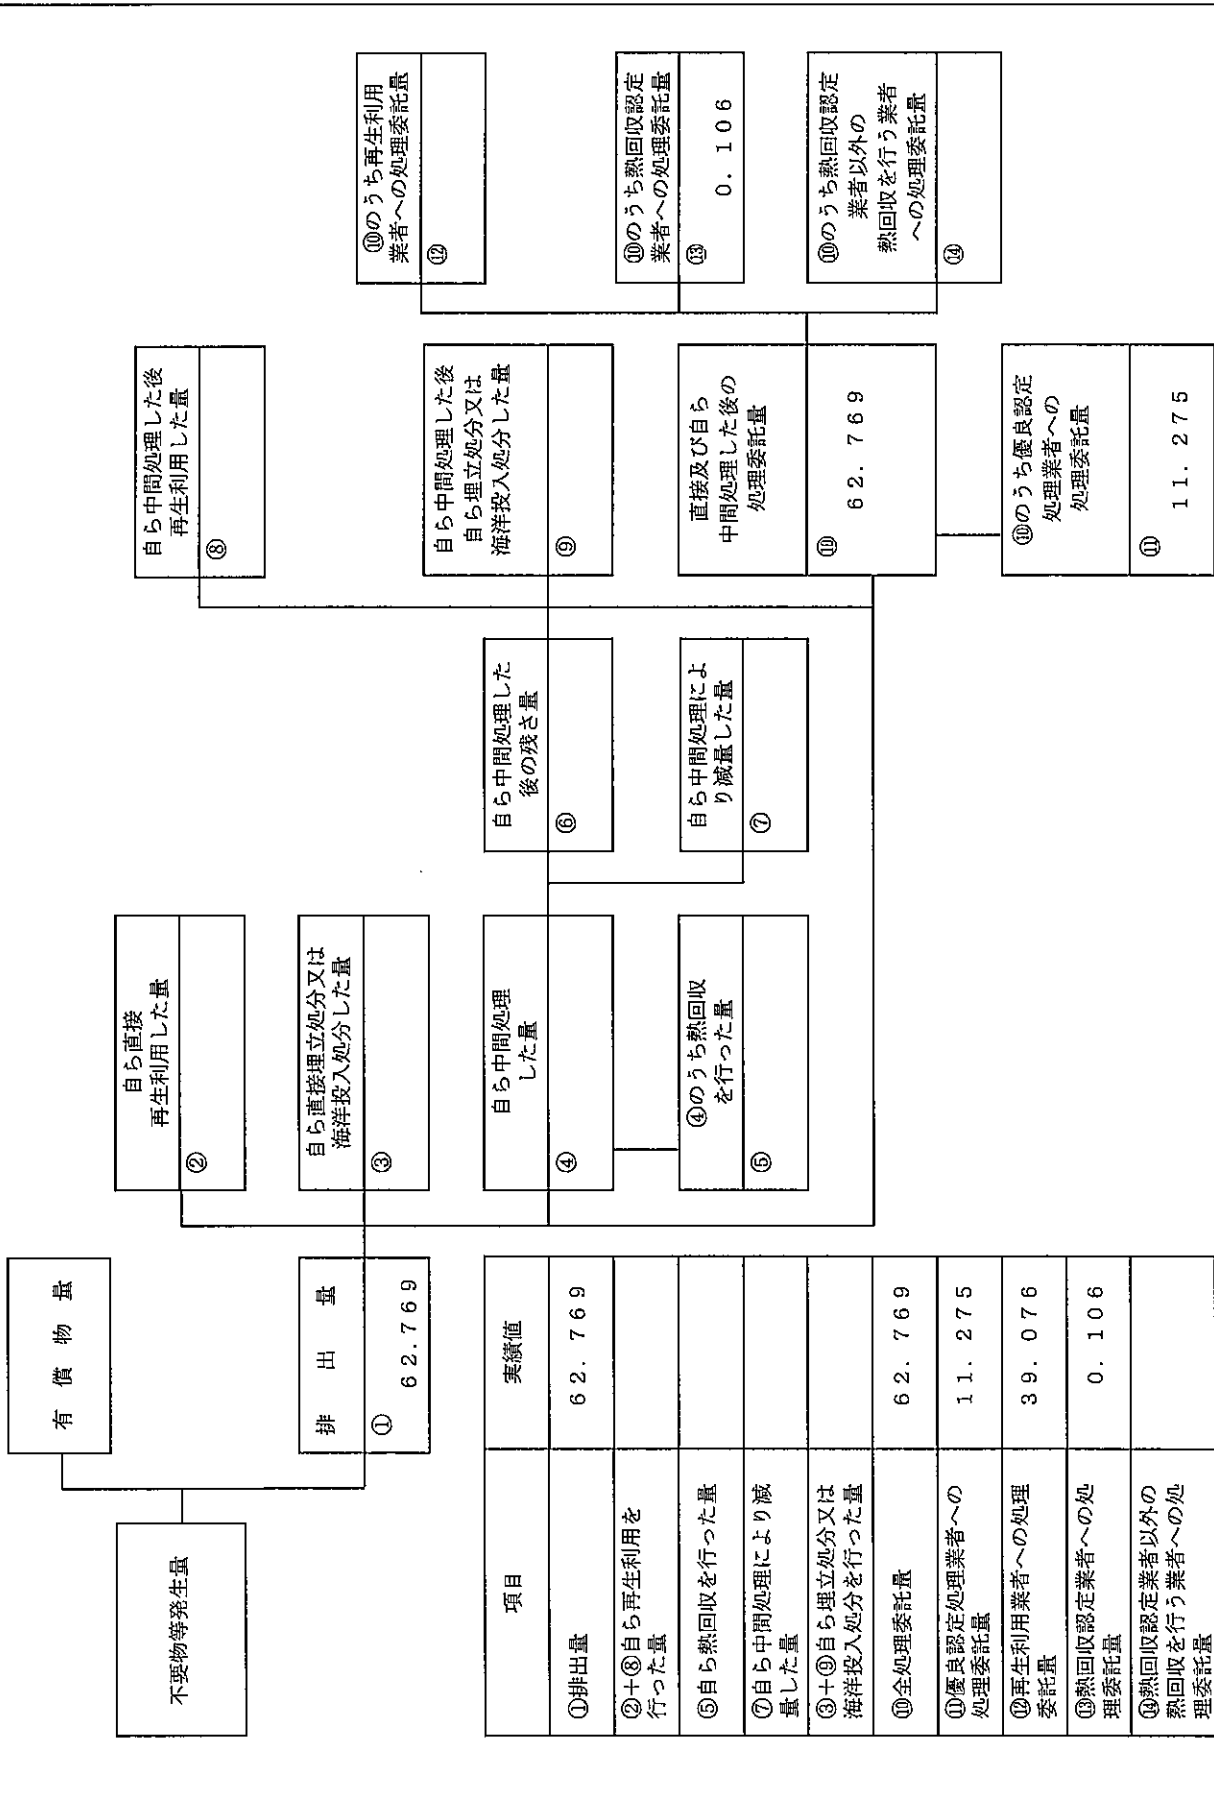 不要物等発生量
有償物量
排出量
①
62.769
自ら直接
再生利用した量
②
自ら直接埋立処分又は
海洋投入処分した量
③
自ら中間処理
した量
④
④のうち熱回収
を行った量
⑤
自ら中間処理した
後の残さ量
⑥
自ら中間処理によ
り減量した量
⑦
自ら中間処理した後
再生利用した量
⑧
自ら中間処理した後
自ら埋立処分又は
海洋投入処分した量
⑨
直接及び自ら
中間処理した後の
処理委託量
⑩
62.769
⑩のうち優良認定
処理業者への
処理委託量
⑪
11.275
⑩のうち再生利用
業者への処理委託量
⑫
⑩のうち熱回収認定
業者への処理委託量
⑬
0.106
⑩のうち熱回収認定
業者以外の
熱回収を行う業者
への処理委託量
⑭
項目
実績値
①排出量
62.769
②+⑧自ら再生利用を
行った量
⑤自ら熱回収を行った量
⑦自ら中間処理により減
量した量
③+⑨自ら埋立処分又は
海洋投入処分を行った量
⑩全処理委託量
62.769
⑪優良認定処理業者への
処理委託量
11.275
⑫再生利用業者への処理
委託量
39.076
⑬熱回収認定業者への処
理委託量
0.106
⑭熱回収認定業者以外の
熱回収を行う業者への処
理委託量